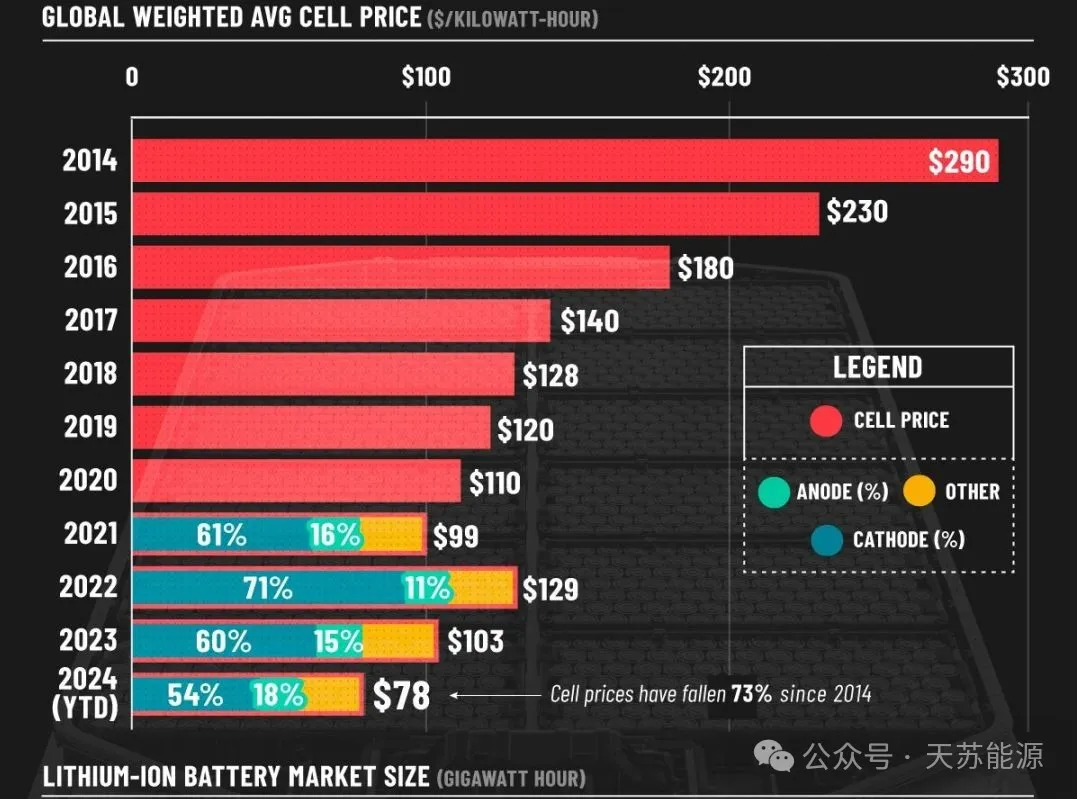 GLOBAL WEIGHTED AVG CELL PRICE ($/KILOWATT-HOUR)
0 $100 $200 $300
2014 $290
2015 $230
2016 $180
2017 $140
2018 $128
2019 $120
2020 $110
2021 61% 16% $99
2022 71% 11% $129
2023 60% 15% $103
2024 (YTD) 54% 18% $78
Cell prices have fallen 73% since 2014
LEGEND
CELL PRICE
ANODE (%) OTHER
CATHODE (%)
公众号 · 天苏能源
LITHIUM-ION BATTERY MARKET SIZE (GIGAWATT HOUR)